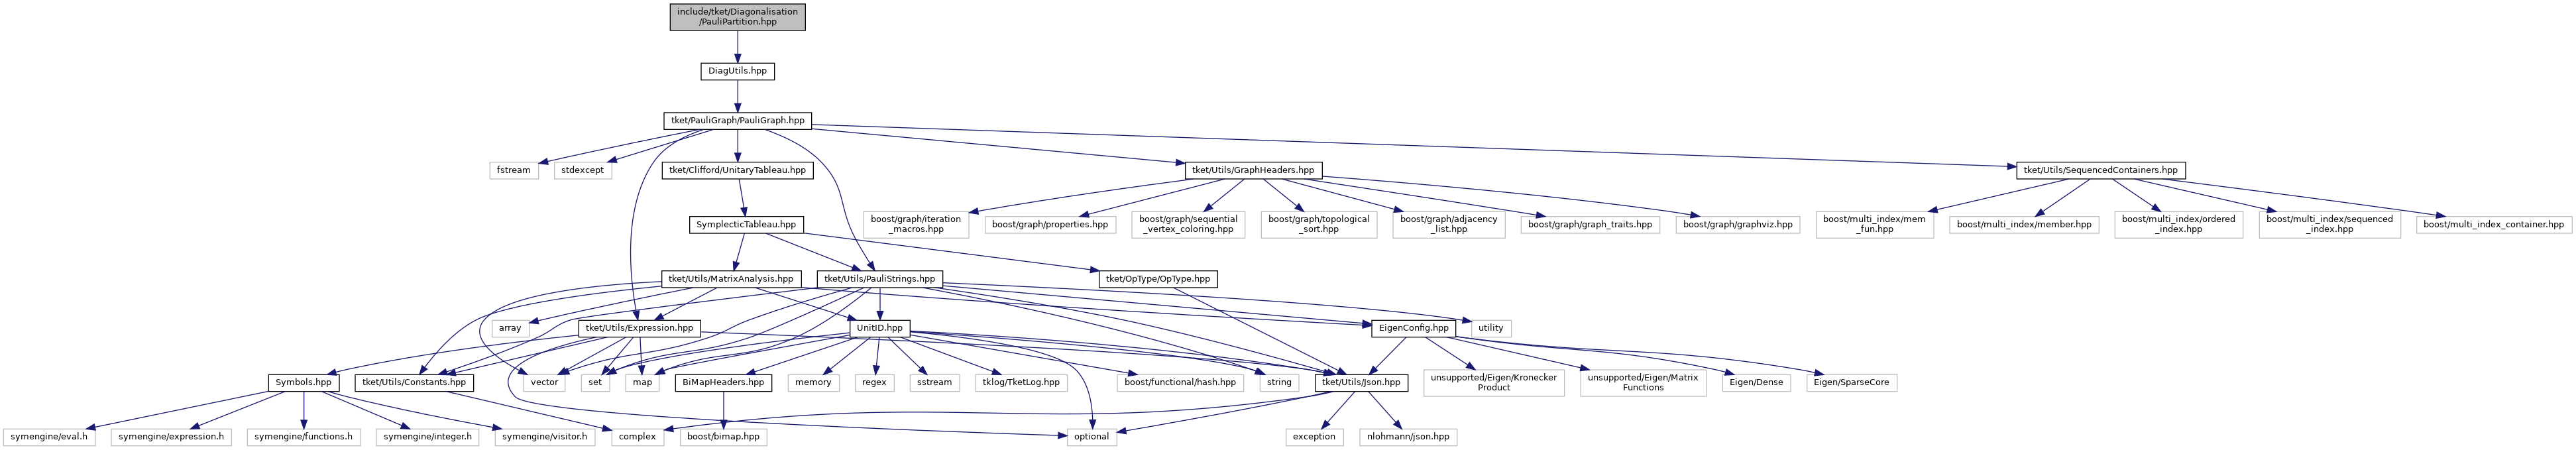 include/tket/Diagonalisation
/PauliPartition.hpp
DiagUtils.hpp
tket/PauliGraph/PauliGraph.hpp
fstream
stdexcept
tket/Clifford/UnitaryTableau.hpp
tket/Utils/GraphHeaders.hpp
tket/Utils/SequencedContainers.hpp
SymplecticTableau.hpp
boost/graph/iteration
_macros.hpp
boost/graph/properties.hpp
boost/graph/sequential
_vertex_coloring.hpp
boost/graph/topological
_sort.hpp
boost/graph/adjacency
_list.hpp
boost/graph/graph_traits.hpp
boost/graph/graphviz.hpp
boost/multi_index/mem
_fun.hpp
boost/multi_index/member.hpp
boost/multi_index/ordered
_index.hpp
boost/multi_index/sequenced
_index.hpp
boost/multi_index_container.hpp
tket/Utils/MatrixAnalysis.hpp
tket/Utils/PauliStrings.hpp
tket/OpType/OpType.hpp
array
tket/Utils/Expression.hpp
UnitID.hpp
EigenConfig.hpp
utility
Symbols.hpp
tket/Utils/Constants.hpp
vector
set
map
BiMapHeaders.hpp
memory
regex
sstream
tklog/TketLog.hpp
boost/functional/hash.hpp
string
tket/Utils/Json.hpp
unsupported/Eigen/Kronecker
Product
unsupported/Eigen/Matrix
Functions
Eigen/Dense
Eigen/SparseCore
symengine/eval.h
symengine/expression.h
symengine/functions.h
symengine/integer.h
symengine/visitor.h
complex
boost/bimap.hpp
optional
exception
nlohmann/json.hpp